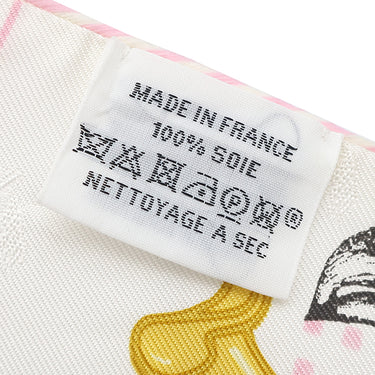 MADE IN FRANCE
100% SOIE
®
NETTOYAGE A SEC